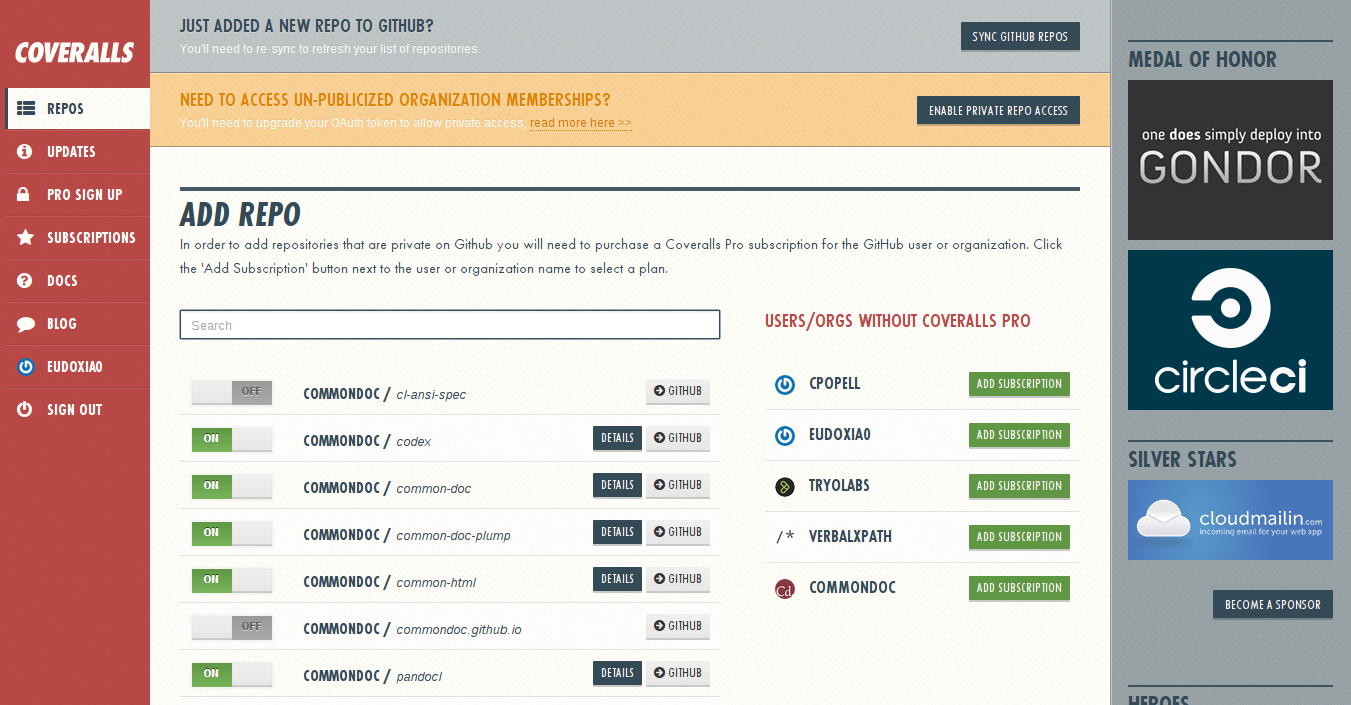 COVERALLS
REPOS
UPDATES
PRO SIGN UP
SUBSCRIPTIONS
DOCS
BLOG
EUDOXIA0
SIGN OUT
JUST ADDED A NEW REPO TO GITHUB?
You'll need to re-sync to refresh your list of repositories.
SYNC GITHUB REPOS
NEED TO ACCESS UN-PUBLICIZED ORGANIZATION MEMBERSHIPS?
You'll need to upgrade your OAuth token to allow private access, read more here >>
ENABLE PRIVATE REPO ACCESS
ADD REPO
In order to add repositories that are private on Github you will need to purchase a Coveralls Pro subscription for the GitHub user or organization. Click
the 'Add Subscription' button next to the user or organization name to select a plan.
Search
OFF COMMONDOC / cl-ansi-spec GITHUB
ON COMMONDOC / codex DETAILS GITHUB
ON COMMONDOC / common-doc DETAILS GITHUB
ON COMMONDOC / common-doc-plump DETAILS GITHUB
ON COMMONDOC / common-html DETAILS GITHUB
OFF COMMONDOC / commondoc.github.io GITHUB
ON COMMONDOC / pandocl DETAILS GITHUB
USERS/ORGS WITHOUT COVERALLS PRO
CPOPELL ADD SUBSCRIPTION
EUDOXIA0 ADD SUBSCRIPTION
TRYOLABS ADD SUBSCRIPTION
/* VERBALXPATH ADD SUBSCRIPTION
Cd COMMONDOC ADD SUBSCRIPTION
MEDAL OF HONOR
one does simply deploy into
GONDOR
circleci
SILVER STARS
cloudmailin.com
incoming email for your web app
BECOME A SPONSOR
HEROES